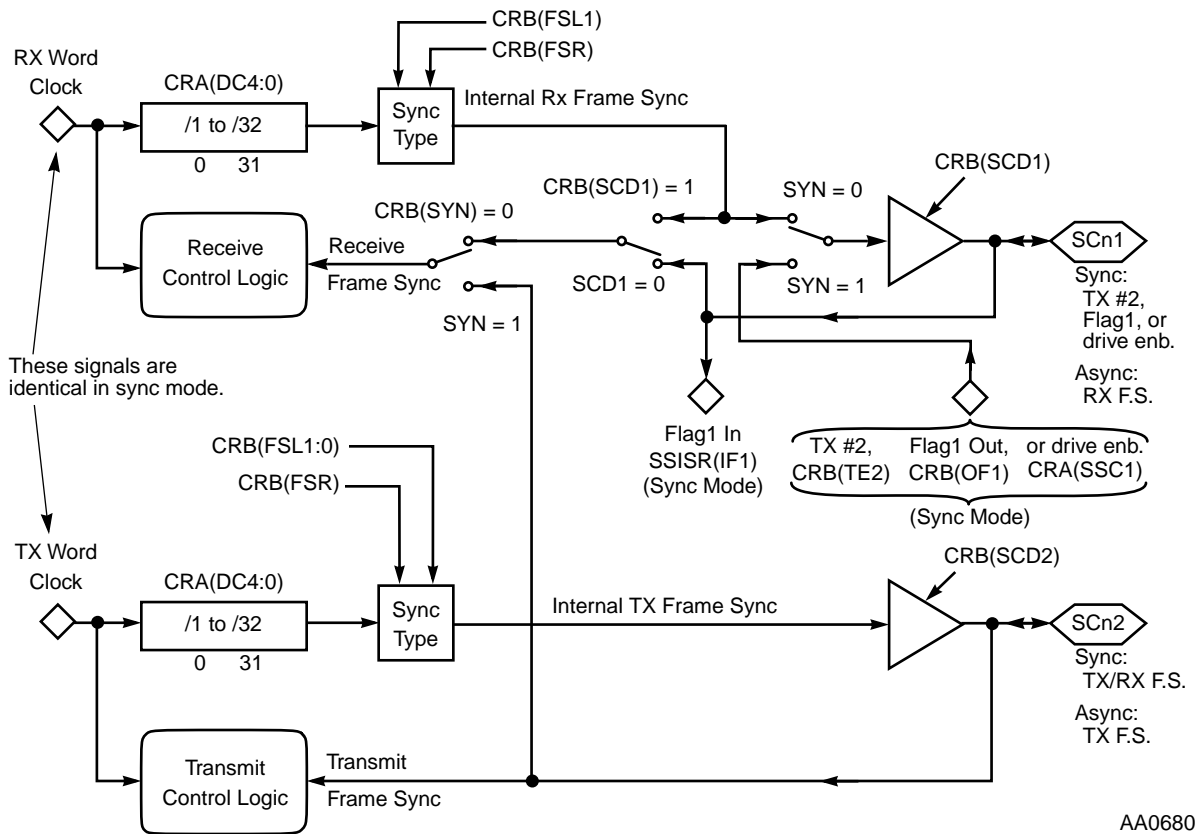 CRB(FSL1)
CRB(FSR)
RX Word
Clock
CRA(DC4:0)
/1 to /32
0 31
Sync
Type
Internal Rx Frame Sync
CRB(SCD1)
CRB(SCD1) = 1
SYN = 0
CRB(SYN) = 0
Receive
Control Logic
Receive
Frame Sync
SCD1 = 0
SYN = 1
SYN = 1
SCn1
Sync:
TX #2,
Flag1, or
drive enb.
Async:
RX F.S.
These signals are
identical in sync mode.
Flag1 In
SSISR(IF1)
(Sync Mode)
TX #2, Flag1 Out, or drive enb.
CRB(TE2) CRB(OF1) CRA(SSC1)
(Sync Mode)
CRB(FSL1:0)
CRB(FSR)
TX Word
Clock
CRA(DC4:0)
/1 to /32
0 31
Sync
Type
Internal TX Frame Sync
CRB(SCD2)
SCn2
Sync:
TX/RX F.S.
Async:
TX F.S.
Transmit
Control Logic
Transmit
Frame Sync
AA0680